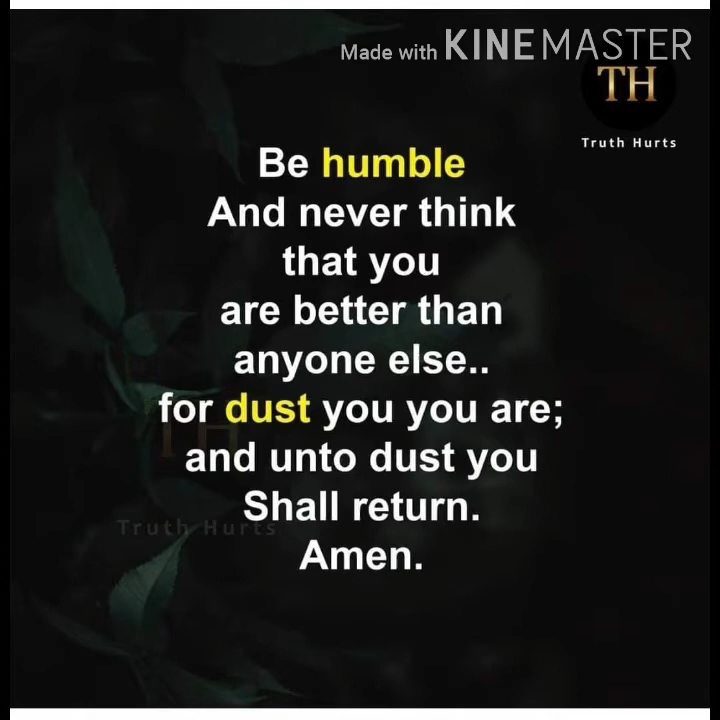 Made with KINEMASTER
TH
Truth Hurts
Be humble
And never think
that you
are better than
anyone else..
for dust you you are;
TH
and unto dust you
Shall return.
Truth Hurts
Amen.